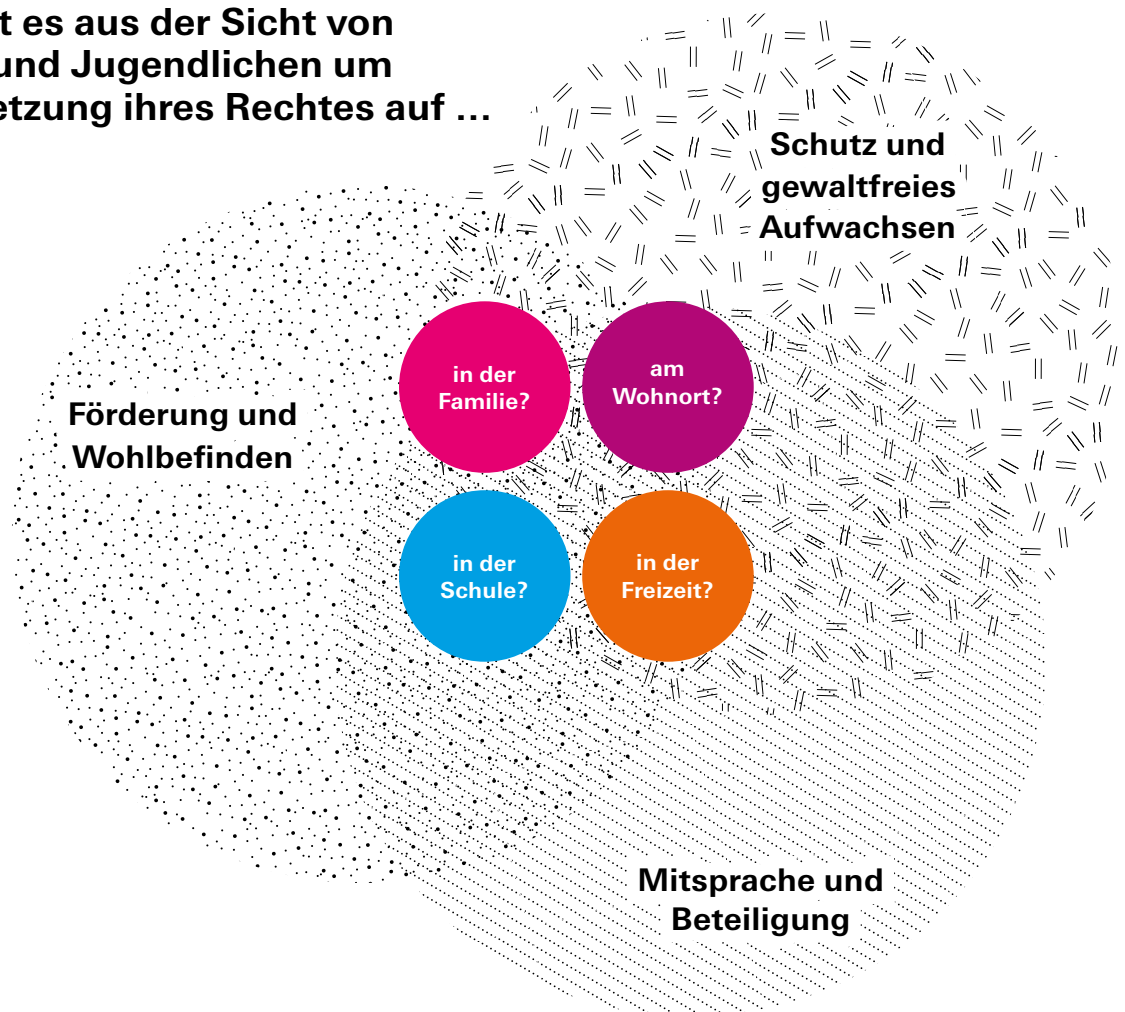 t es aus der Sicht von
und Jugendlichen um
etzung ihres Rechtes auf …
Schutz und
gewaltfreies
Aufwachsen
in der
Familie?
am
Wohnort?
Förderung und
Wohlbefinden
in der
Schule?
in der
Freizeit?
Mitsprache und
Beteiligung